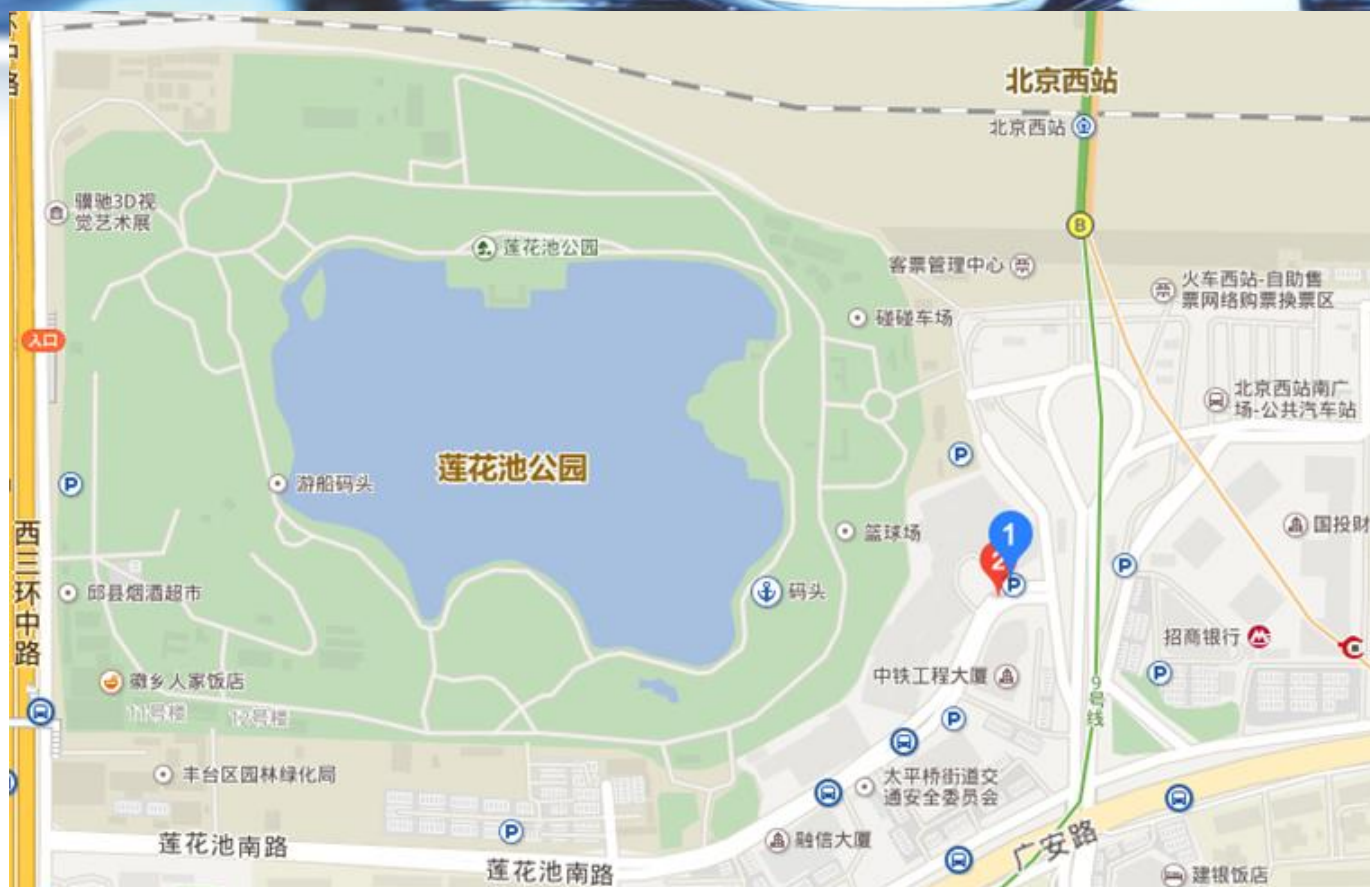 北京西站
北京西站
骥驰3D视
觉艺术展
莲花池公园
B
客票管理中心
火车西站-自助售
票网络购票换票区
碰碰车场
入口
北京西站南广
场-公共汽车站
莲花池公园
P
P
游船码头
西三环中路
篮球场
1
2
国投财
P
P
邱县烟酒超市
码头
招商银行
中铁工程大厦
P
徽乡人家饭店
9号线
11号楼
12号楼
P
丰台区园林绿化局
太平桥街道交
通安全委员会
P
莲花池南路
融信大厦
广安路
莲花池南路
建银饭店